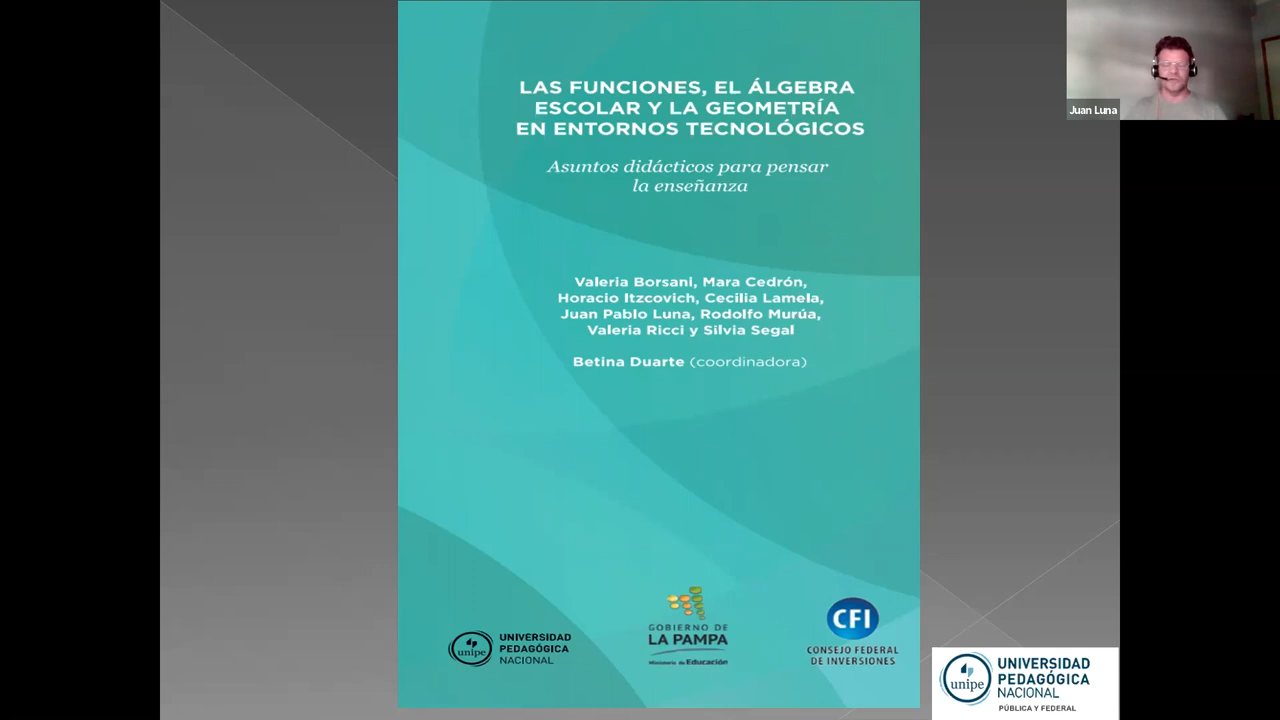 LAS FUNCIONES, EL ÁLGEBRA
ESCOLAR Y LA GEOMETRÍA
EN ENTORNOS TECNOLÓGICOS
Asuntos didácticos para pensar
la enseñanza
Valeria Borsani, Mara Cedrón,
Horacio Itzcovich, Cecilia Lamela,
Juan Pablo Luna, Rodolfo Murúa,
Valeria Ricci y Silvia Segal
Betina Duarte (coordinadora)
unipe
UNIVERSIDAD
PEDAGÓGICA
NACIONAL
GOBIERNO DE
LA PAMPA
Ministerio de Educación
CFI
CONSEJO FEDERAL
DE INVERSIONES
Juan Luna
unipe
UNIVERSIDAD
PEDAGÓGICA
NACIONAL
PÚBLICA Y FEDERAL